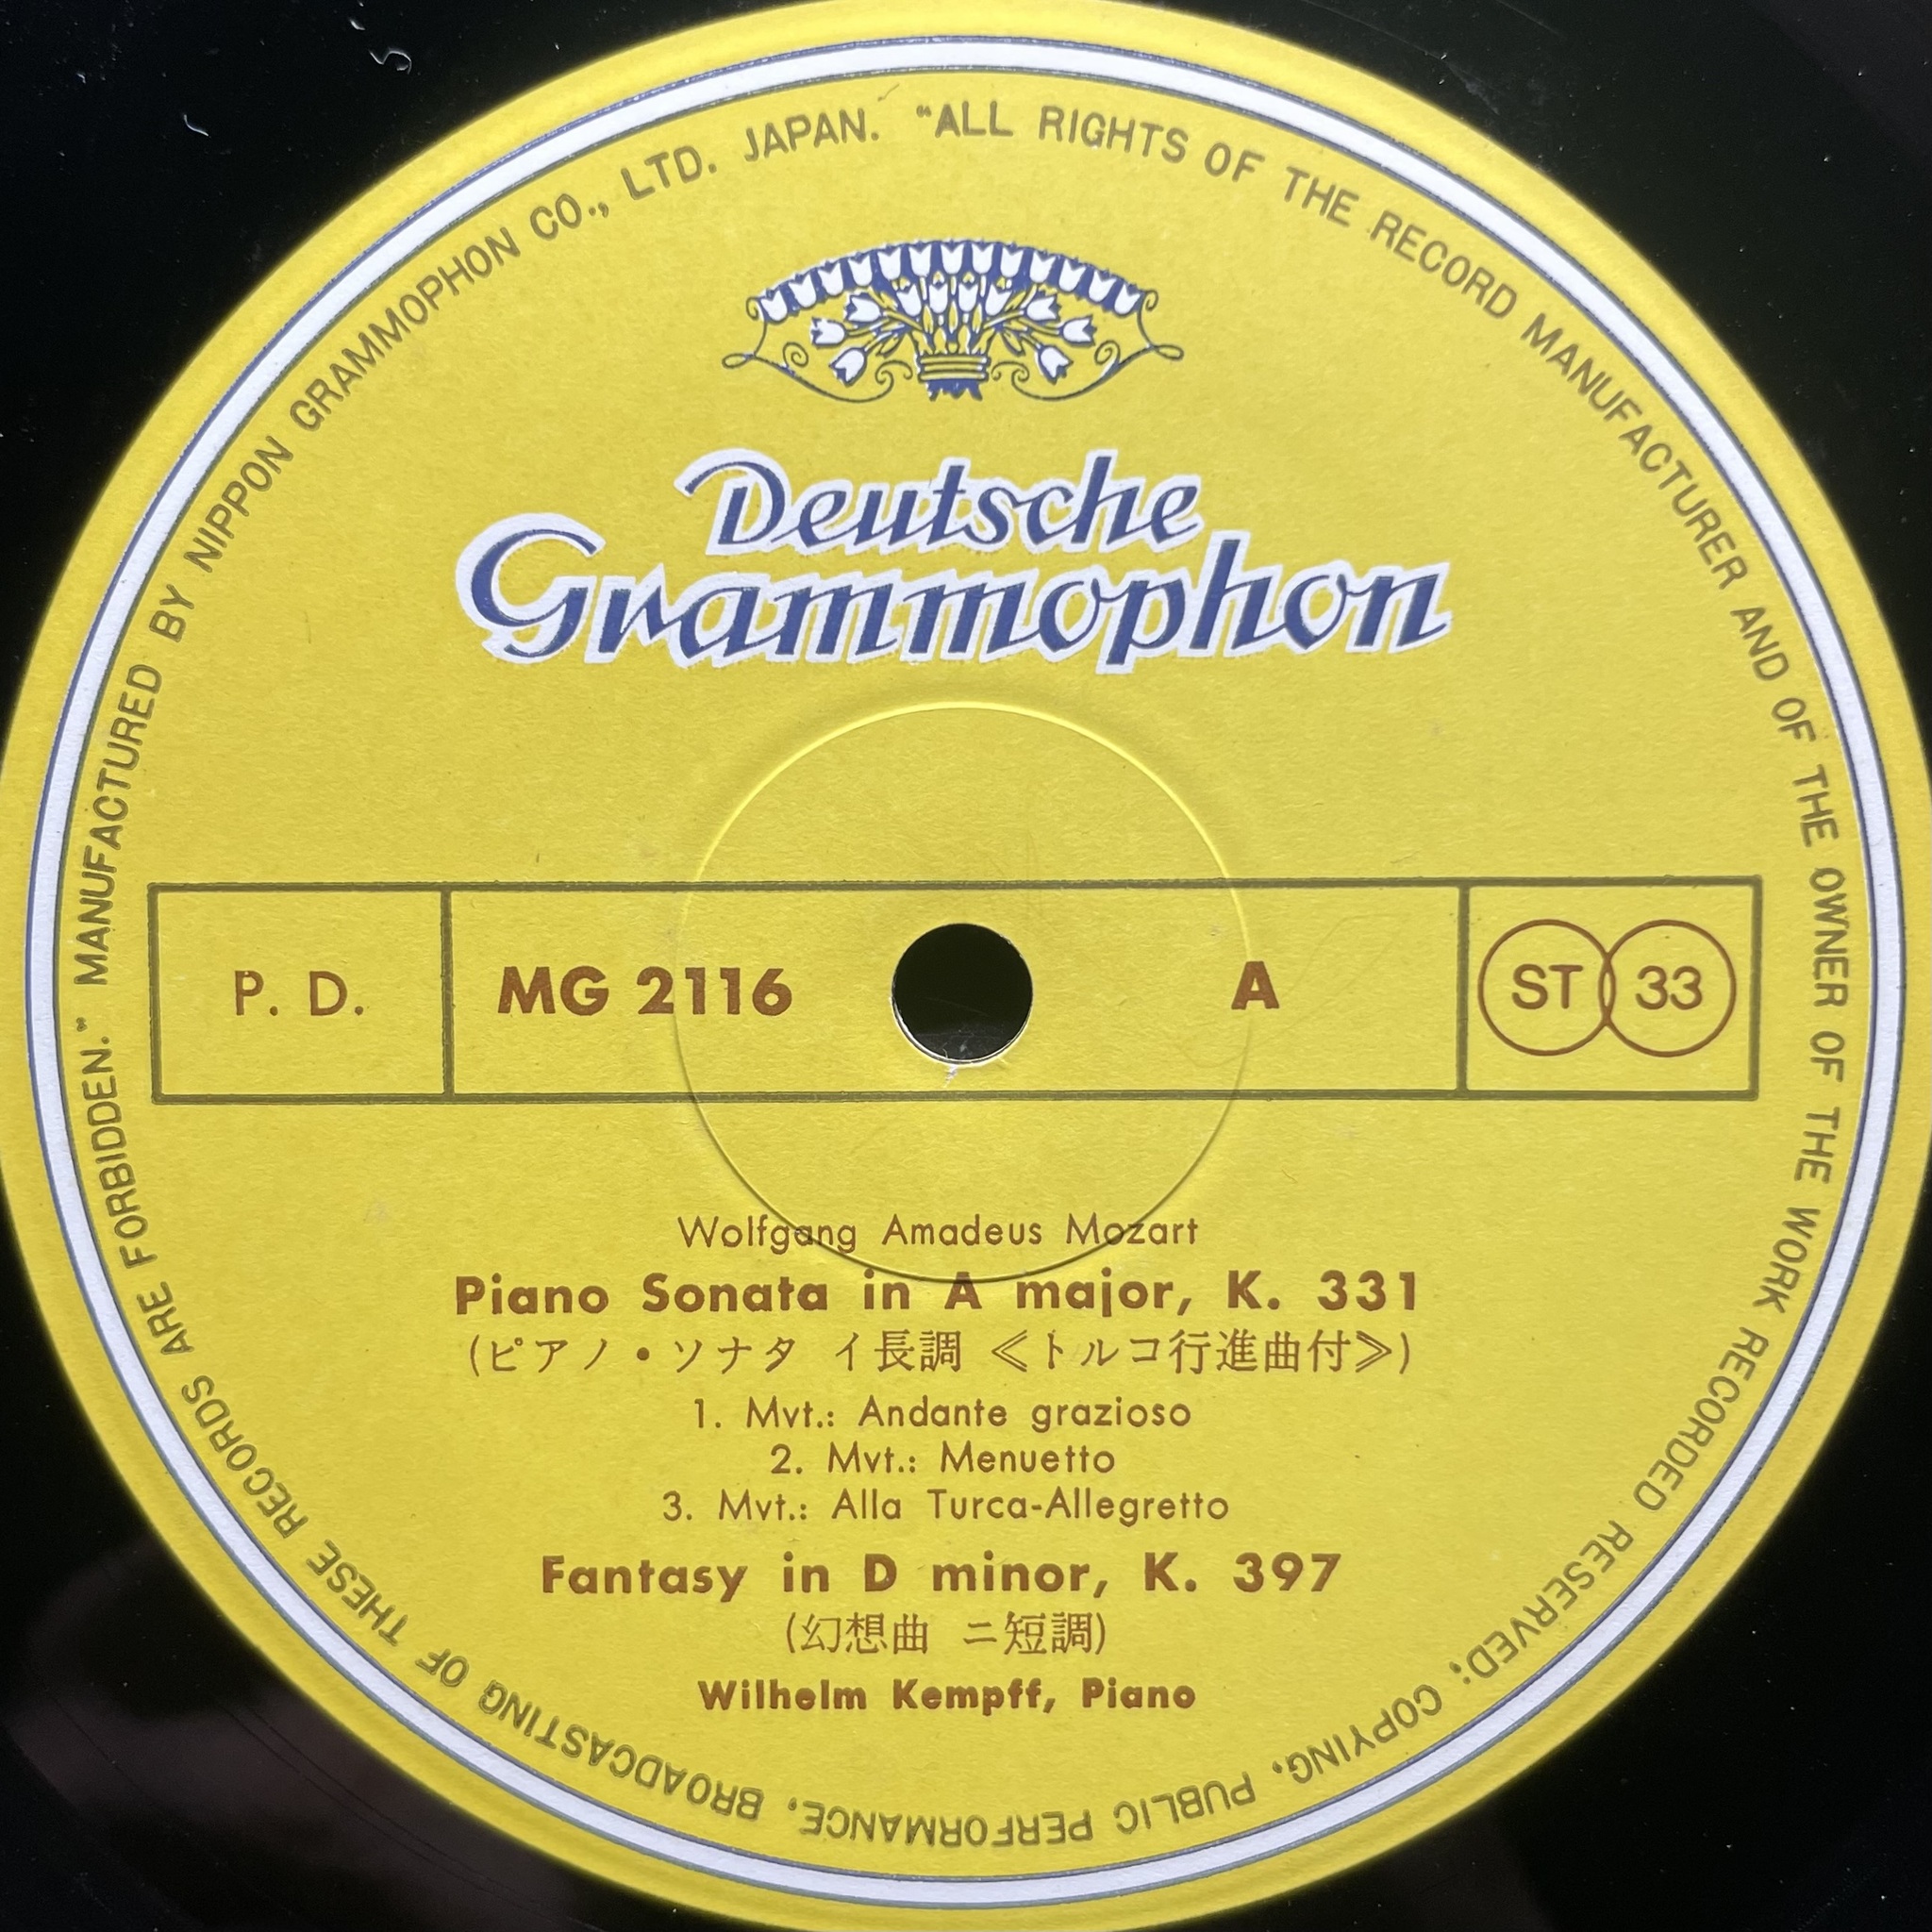 MANUFACTURED BY NIPPON GRAMMOPHON CO., LTD. JAPAN. "ALL RIGHTS OF THE RECORD MANUFACTURER AND OF THE OWNER OF THE WORK RECORDED RESERVED; COPYING, PUBLIC PERFORMANCE, BROADCASTING OF THESE RECORDS ARE FORBIDDEN."
Deutsche
Grammophon
P. D. MG 2116 A ST 33
Wolfgang Amadeus Mozart
Piano Sonata in A major, K. 331
(ピアノ・ソナタ イ長調 ≪トルコ行進曲付≫)
1. Mvt.: Andante grazioso
2. Mvt.: Menuetto
3. Mvt.: Alla Turca-Allegretto
Fantasy in D minor, K. 397
(幻想曲 ニ短調)
Wilhelm Kempff, Piano